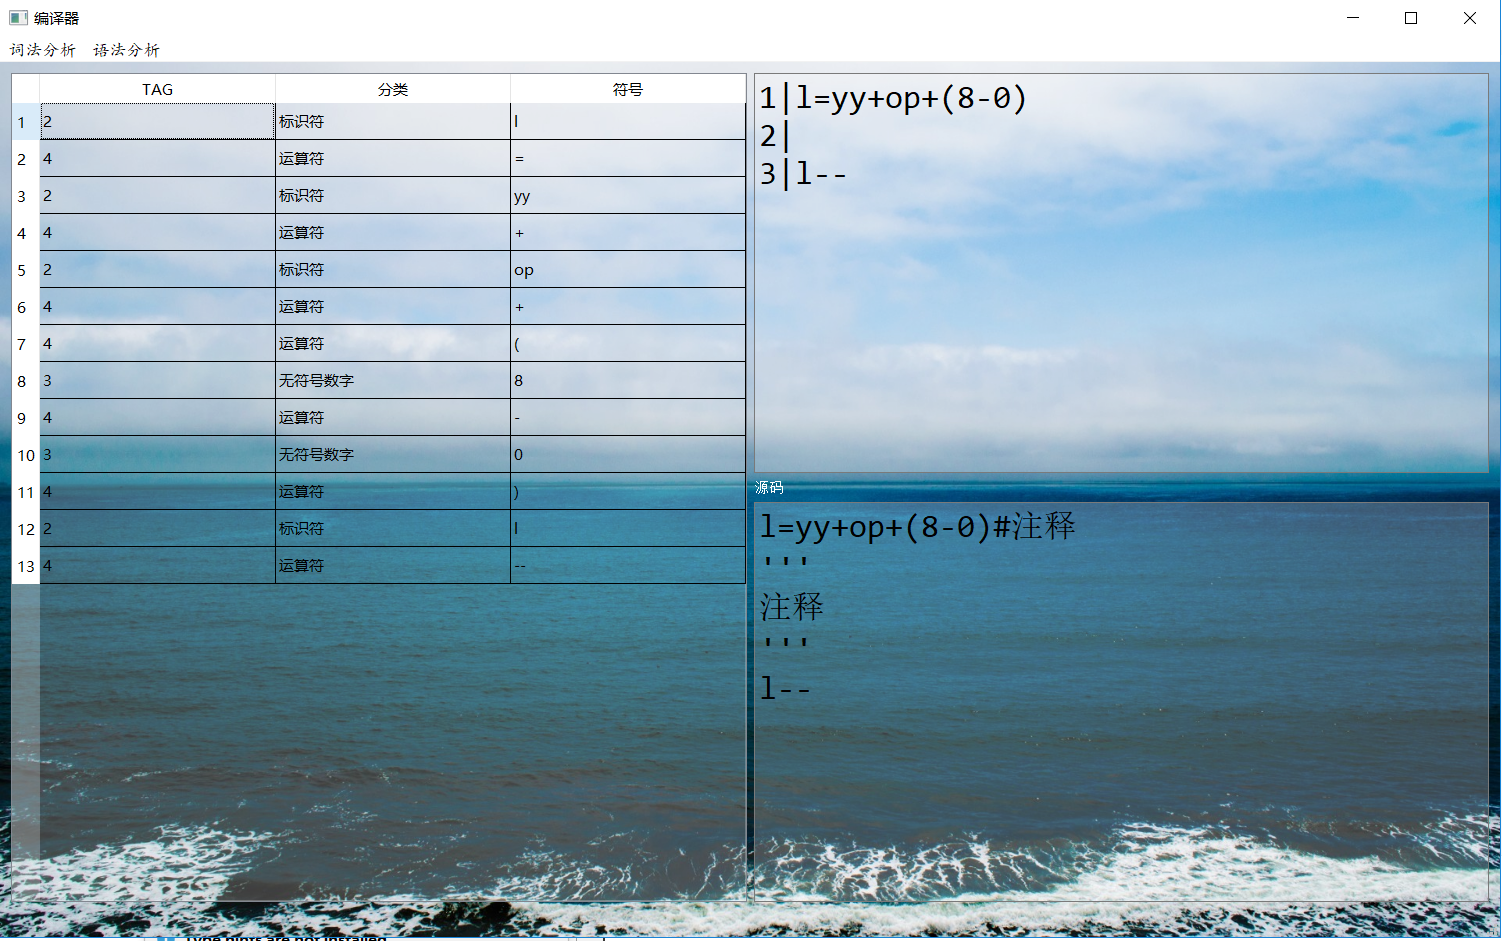 编译器
词法分析 语法分析
TAG 分类 符号
1 2 标识符 l
2 4 运算符 =
3 2 标识符 yy
4 4 运算符 +
5 2 标识符 op
6 4 运算符 +
7 4 运算符 (
8 3 无符号数字 8
9 4 运算符 -
10 3 无符号数字 0
11 4 运算符 )
12 2 标识符 l
13 4 运算符 --
1|l=yy+op+(8-0)
2|
3|l--
源码
l=yy+op+(8-0)#注释
'''
注释
'''
l--
Type hints are not installed